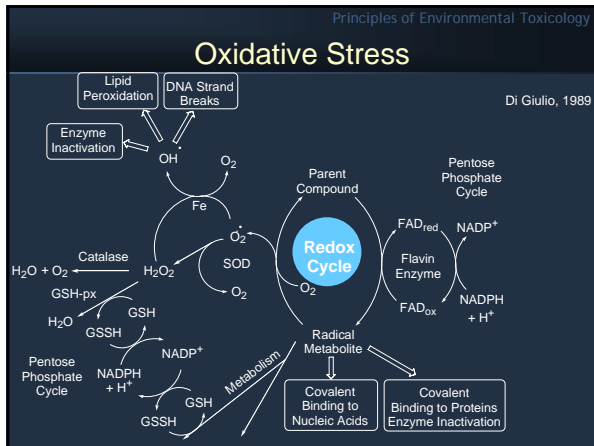 Principles of Environmental Toxicology
Oxidative Stress
Di Giulio, 1989
Lipid
Peroxidation
DNA Strand
Breaks
Enzyme
Inactivation
OH•
O2
Fe
O2•
SOD
O2
Catalase
H2O + O2
H2O2
GSH-px
H2O
GSH
GSSH
NADP+
NADPH
+ H+
Pentose
Phosphate
Cycle
GSH
GSSH
Metabolism
Parent
Compound
Redox
Cycle
O2
Radical
Metabolite
Pentose
Phosphate
Cycle
FADred
NADP+
Flavin
Enzyme
FADox
NADPH
+ H+
Covalent
Binding to
Nucleic Acids
Covalent
Binding to Proteins
Enzyme Inactivation